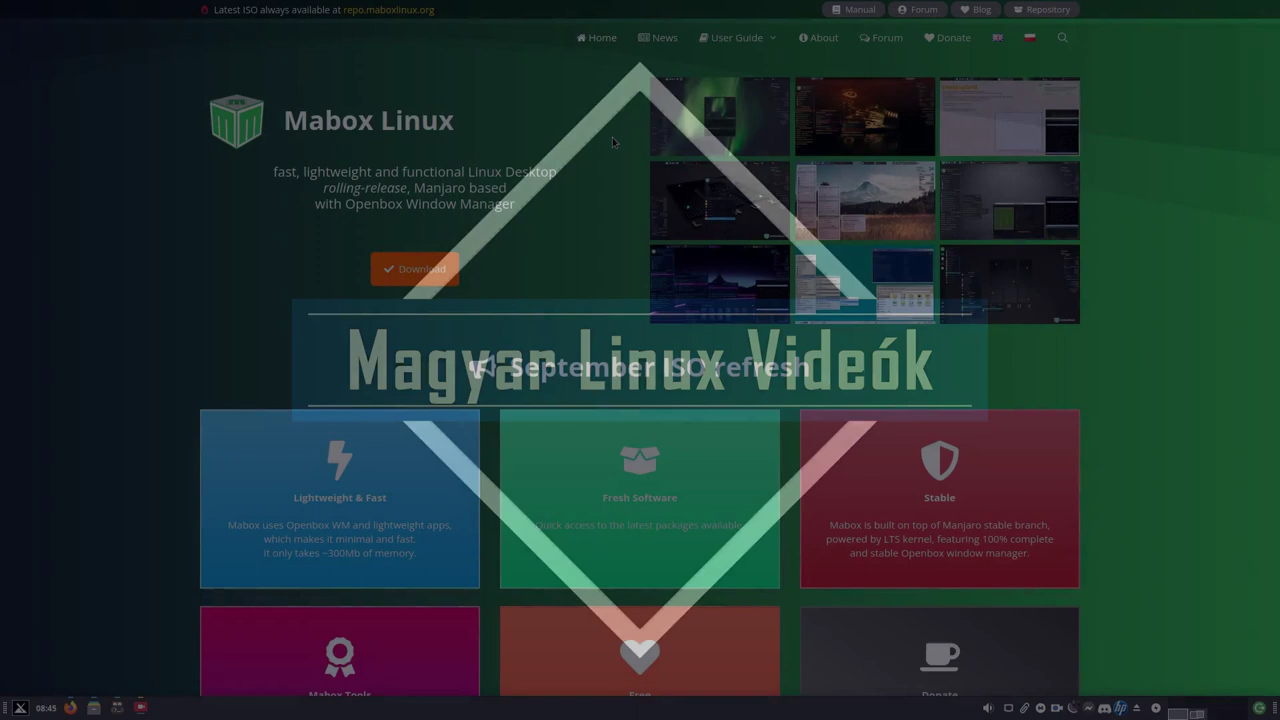 Latest ISO always available at repo.maboxlinux.org
Manual
Forum
Blog
Repository
Home
News
User Guide
About
Forum
Donate
Mabox Linux
fast, lightweight and functional Linux Desktop
rolling-release, Manjaro based
with Openbox Window Manager
Download
Magyar Linux Videók
September ISO refresh
Lightweight & Fast
Mabox uses Openbox WM and lightweight apps,
which makes it minimal and fast.
It only takes ~300Mb of memory.
Fresh Software
Quick access to the latest packages available.
Stable
Mabox is built on top of Manjaro stable branch,
powered by LTS kernel, featuring 100% complete
and stable Openbox window manager.
Mabox Tools
Free
Donate
08:45